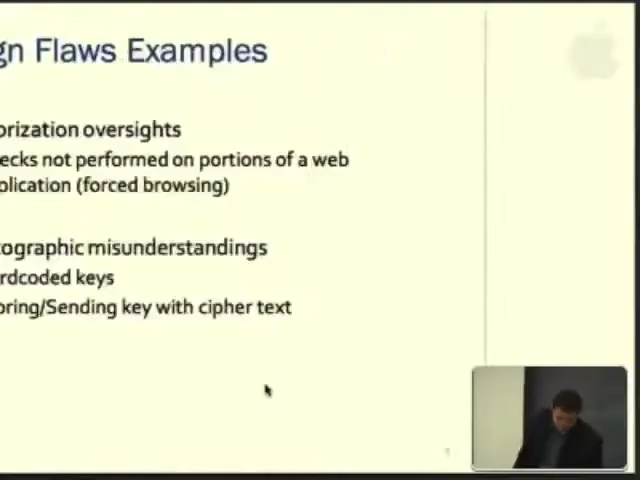 gn Flaws Examples
orization oversights
ecks not performed on portions of a web
plication (forced browsing)
ographic misunderstandings
rdcoded keys
oring/Sending key with cipher text